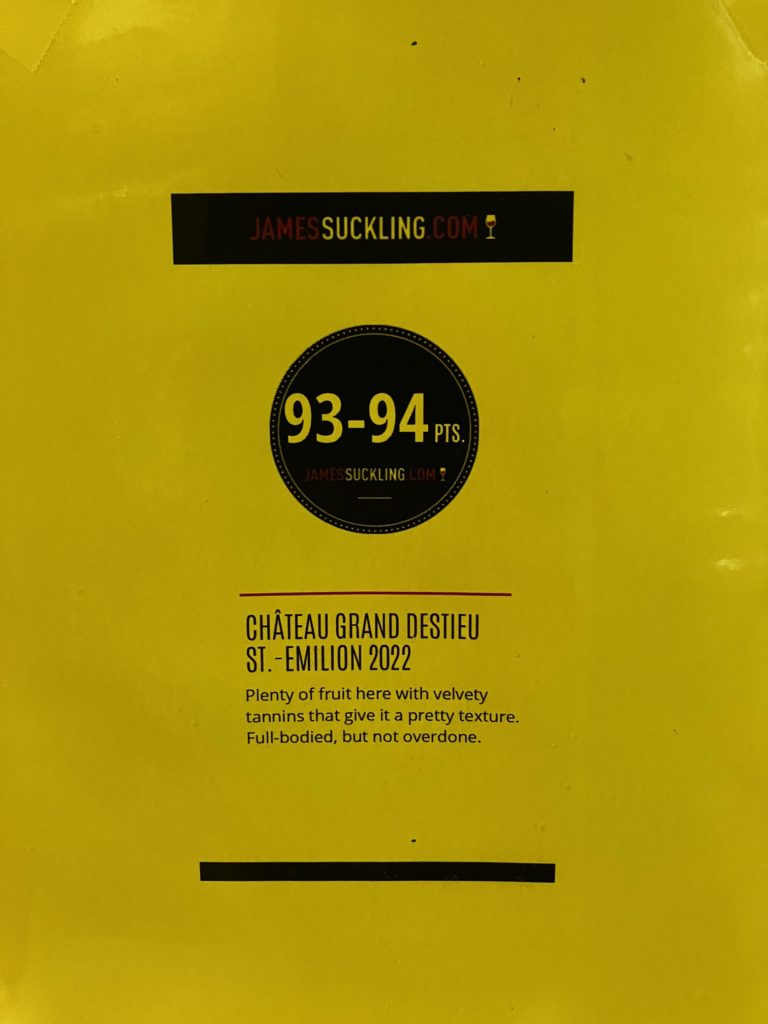 JAMESSUCKLING.COM
93-94 PTS.
JAMESSUCKLING.COM
CHÂTEAU GRAND DESTIEU
ST.-EMILION 2022
Plenty of fruit here with velvety
tannins that give it a pretty texture.
Full-bodied, but not overdone.